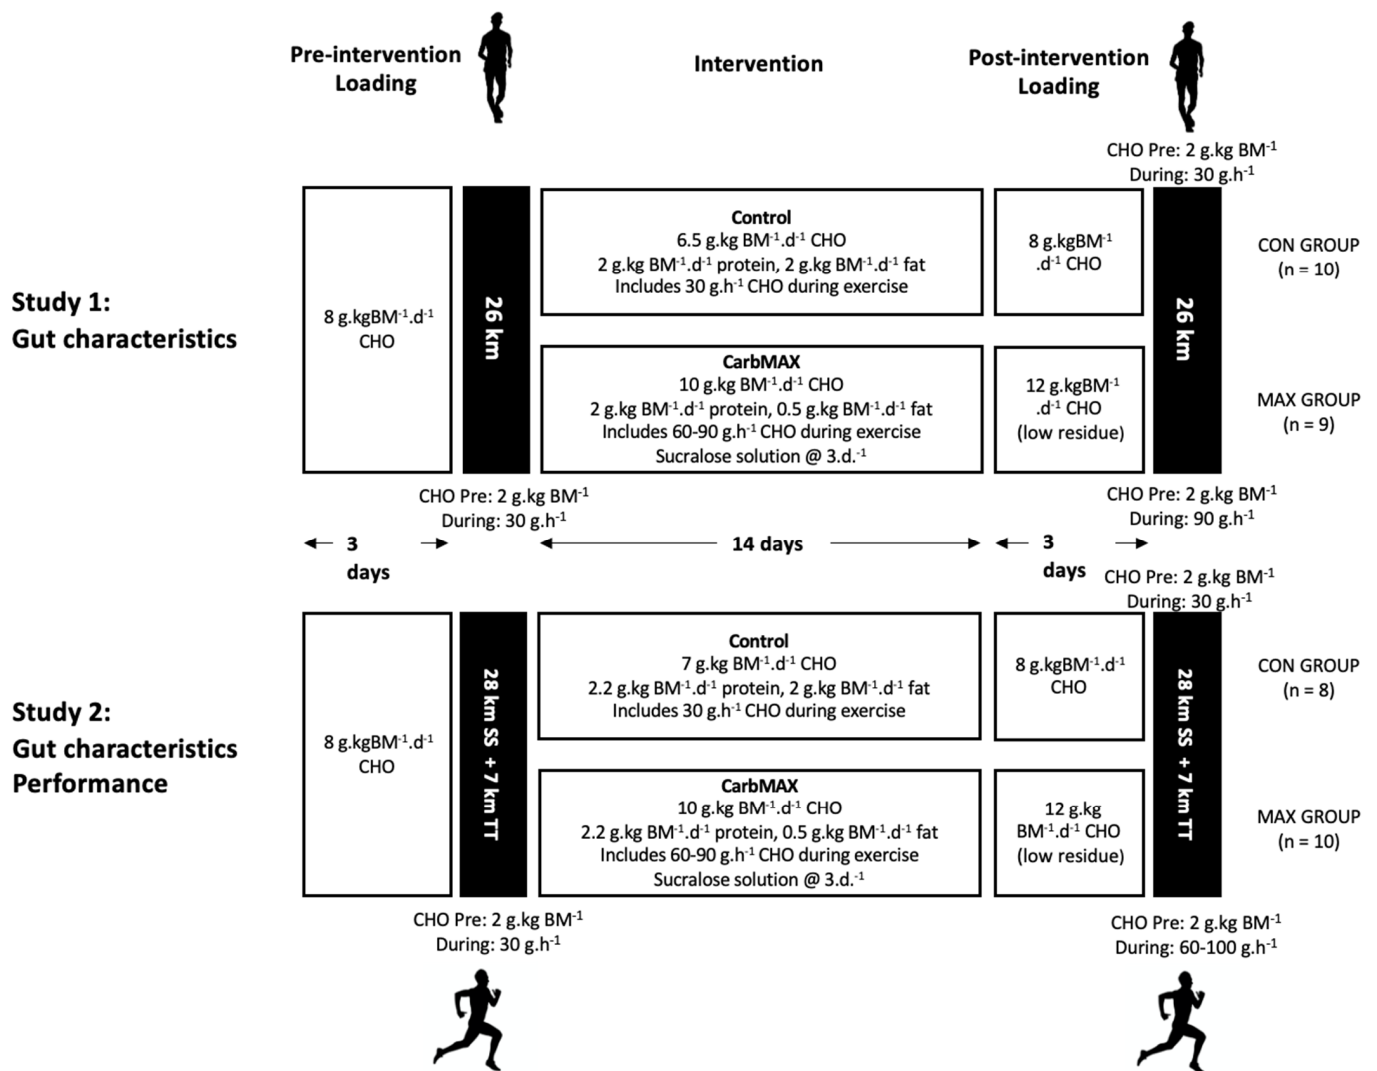 Pre-intervention
Loading
Intervention
Post-intervention
Loading
CHO Pre: 2 g.kg BM⁻¹
During: 30 g.h⁻¹
Study 1:
Gut characteristics
8 g.kgBM⁻¹.d⁻¹
CHO
26 km
Control
6.5 g.kg BM⁻¹.d⁻¹ CHO
2 g.kg BM⁻¹.d⁻¹ protein, 2 g.kg BM⁻¹.d⁻¹ fat
Includes 30 g.h⁻¹ CHO during exercise
8 g.kgBM⁻¹
.d⁻¹ CHO
26 km
CON GROUP
(n = 10)
CarbMAX
10 g.kg BM⁻¹.d⁻¹ CHO
2 g.kg BM⁻¹.d⁻¹ protein, 0.5 g.kg BM⁻¹.d⁻¹ fat
Includes 60-90 g.h⁻¹ CHO during exercise
Sucralose solution @ 3.d.⁻¹
12 g.kgBM⁻¹
.d⁻¹ CHO
(low residue)
MAX GROUP
(n = 9)
CHO Pre: 2 g.kg BM⁻¹
During: 30 g.h⁻¹
CHO Pre: 2 g.kg BM⁻¹
During: 90 g.h⁻¹
3
days
14 days
3
days
CHO Pre: 2 g.kg BM⁻¹
During: 30 g.h⁻¹
Study 2:
Gut characteristics
Performance
8 g.kgBM⁻¹.d⁻¹
CHO
28 km SS + 7 km TT
Control
7 g.kg BM⁻¹.d⁻¹ CHO
2.2 g.kg BM⁻¹.d⁻¹ protein, 2 g.kg BM⁻¹.d⁻¹ fat
Includes 30 g.h⁻¹ CHO during exercise
8 g.kgBM⁻¹.d⁻¹
CHO
28 km SS + 7 km TT
CON GROUP
(n = 8)
CarbMAX
10 g.kg BM⁻¹.d⁻¹ CHO
2.2 g.kg BM⁻¹.d⁻¹ protein, 0.5 g.kg BM⁻¹.d⁻¹ fat
Includes 60-90 g.h⁻¹ CHO during exercise
Sucralose solution @ 3.d.⁻¹
12 g.kg
BM⁻¹.d⁻¹ CHO
(low residue)
MAX GROUP
(n = 10)
CHO Pre: 2 g.kg BM⁻¹
During: 30 g.h⁻¹
CHO Pre: 2 g.kg BM⁻¹
During: 60-100 g.h⁻¹